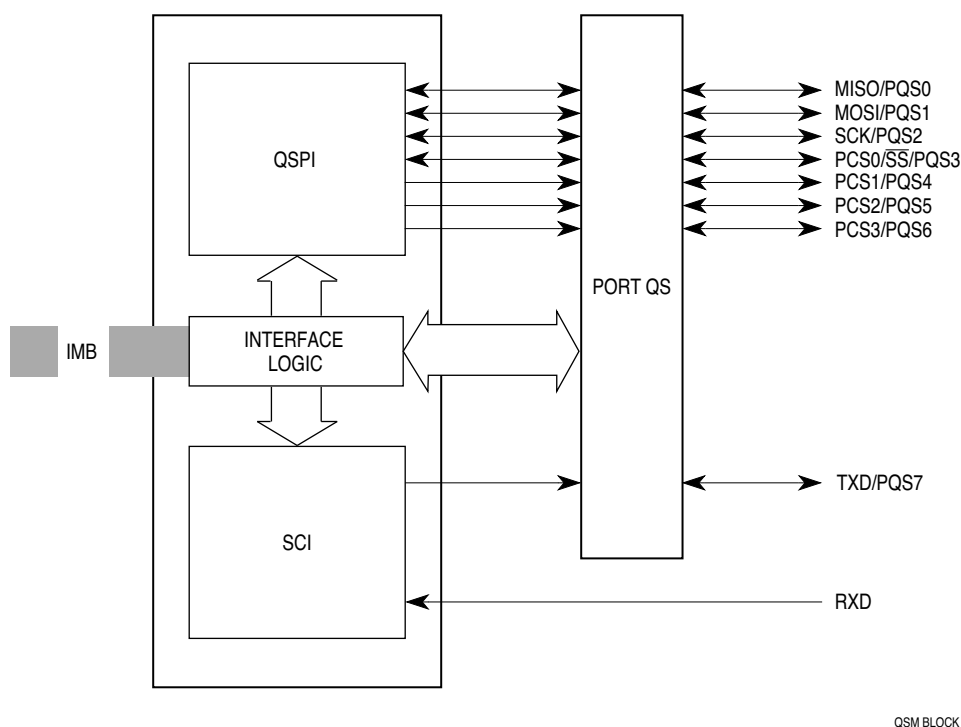 MISO/PQS0
MOSI/PQS1
SCK/PQS2
QSPI
PCS0/S̅S̅/PQS3
PCS1/PQS4
PCS2/PQS5
PCS3/PQS6
PORT QS
IMB
INTERFACE
LOGIC
TXD/PQS7
SCI
RXD
QSM BLOCK